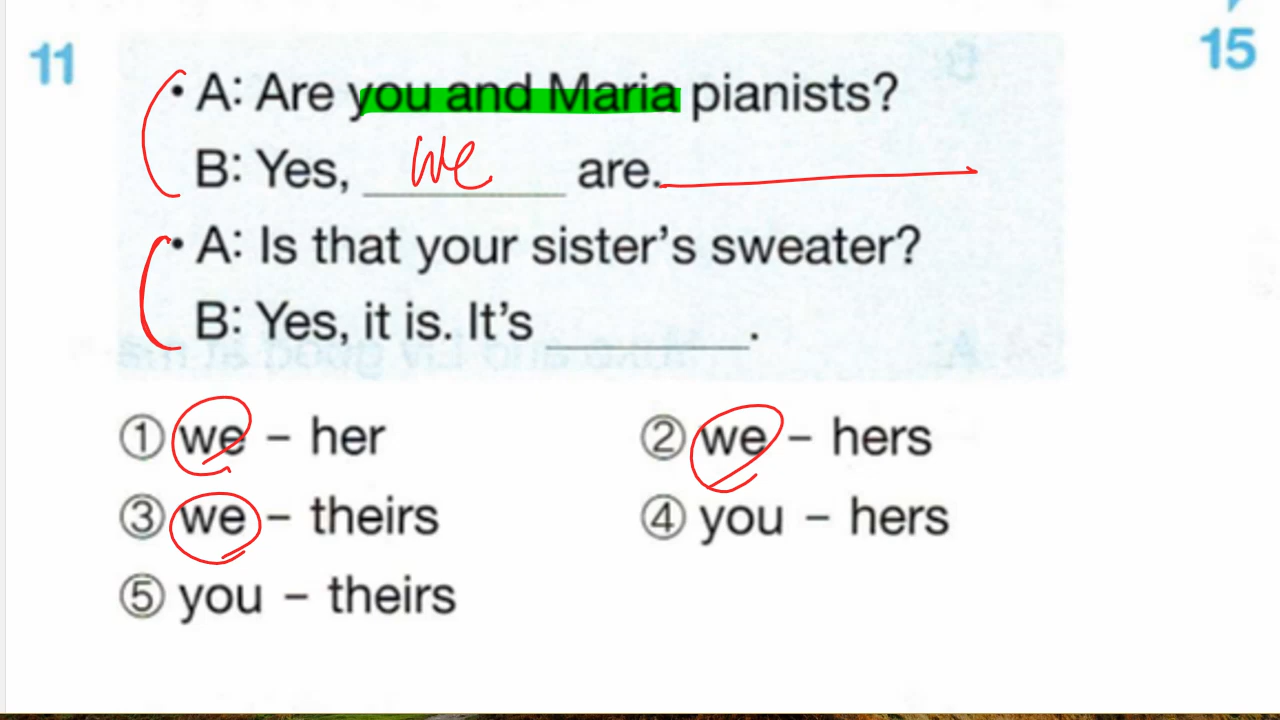 11
15
• A: Are you and Maria pianists?
B: Yes, we are.
• A: Is that your sister's sweater?
B: Yes, it is. It's ________.
① we – her
② we – hers
③ we – theirs
④ you – hers
⑤ you – theirs